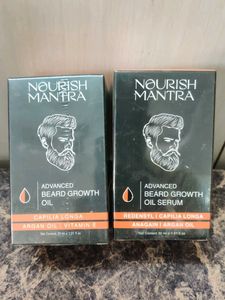 NOURISH
MANTRA
ADVANCED
BEARD GROWTH
OIL
CAPILIA LONGA
ARGAN OIL | VITAMIN E
NOURISH
MANTRA
ADVANCED
BEARD GROWTH
OIL SERUM
REDENSYL | CAPILIA LONGA
ANAGAIN | ARGAN OIL